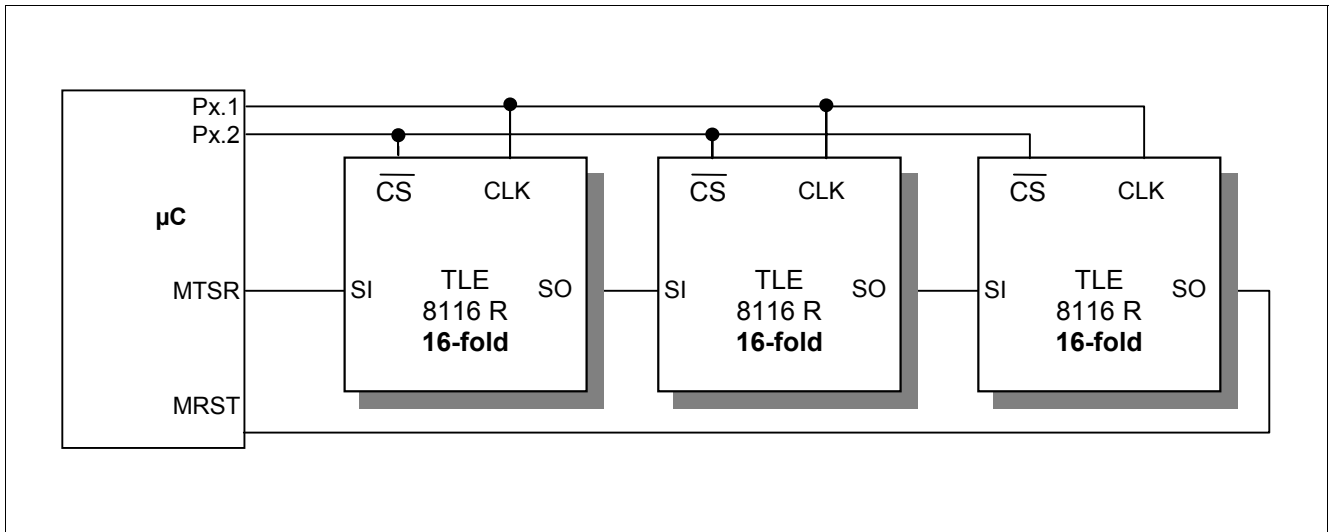 Px.1
Px.2
µC
MTSR
MRST
CS CLK
SI TLE SO
8116 R
16-fold
CS CLK
SI TLE SO
8116 R
16-fold
CS CLK
SI TLE SO
8116 R
16-fold